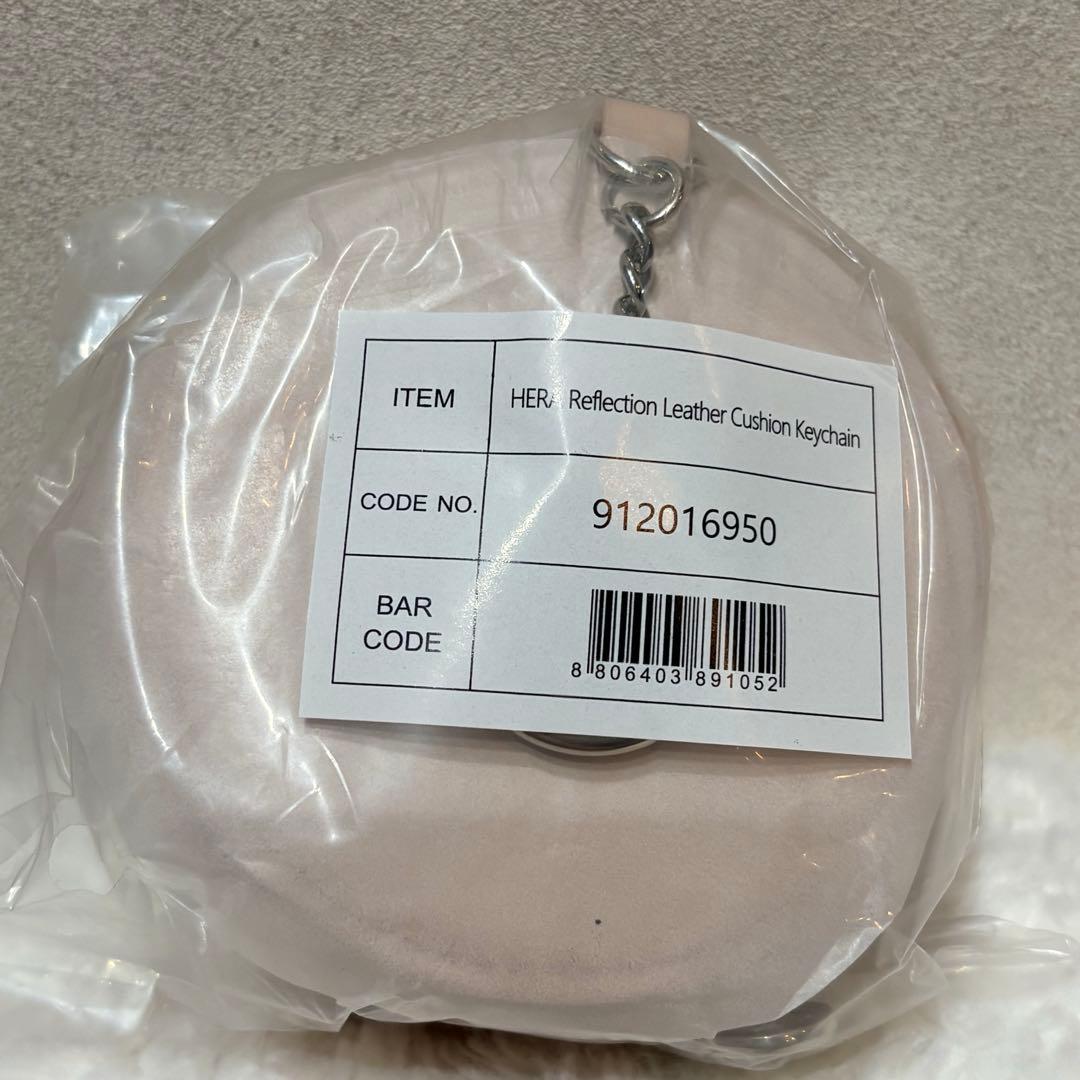 ITEM HERA Reflection Leather Cushion Keychain
CODE NO. 912016950
BAR
CODE
8 806403 891052